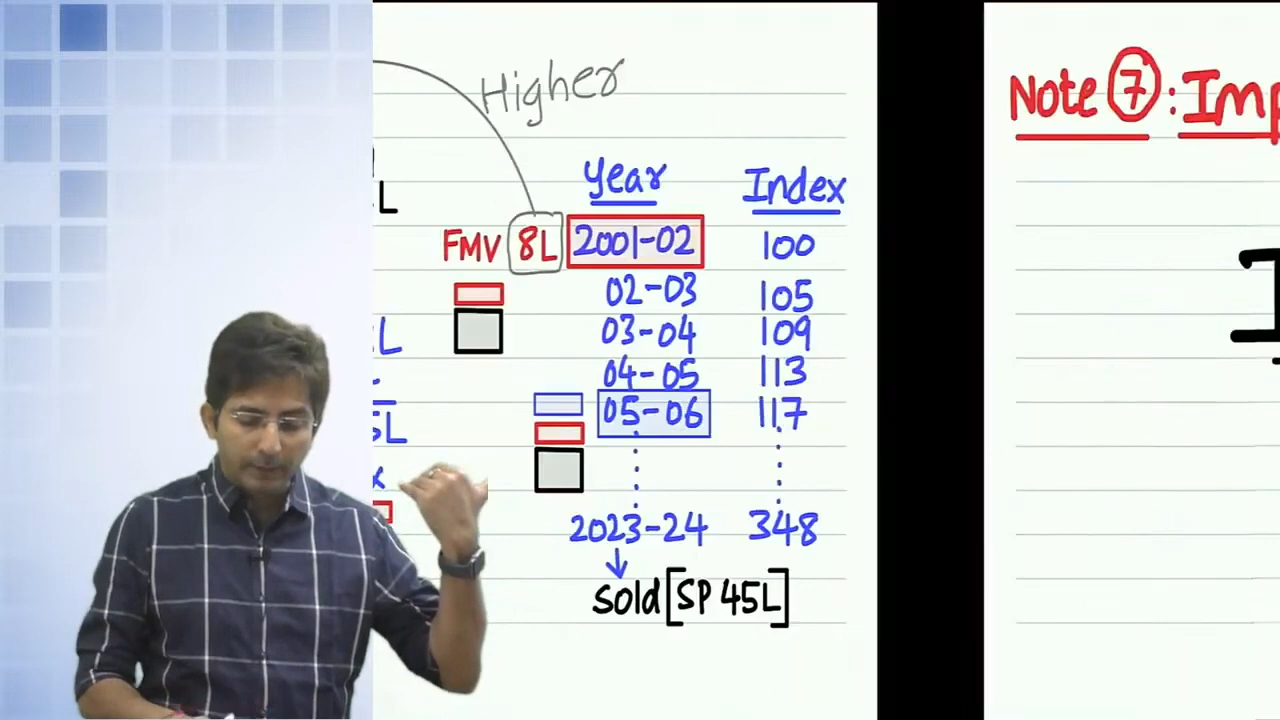 Higher
Year Index
L
FMV 8L 2001-02 100
02-03 105
03-04 109
L
04-05 113
05-06 117
5L
x
2023-24 348
Sold [SP 45L]
Note 7: Imp